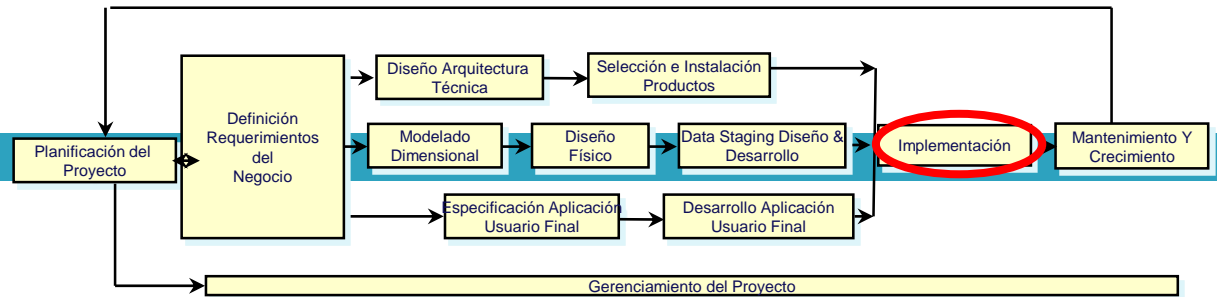 Diseño Arquitectura
Técnica
Selección e Instalación
Productos
Definición
Requerimientos
del
Negocio
Planificación del
Proyecto
Modelado
Dimensional
Diseño
Físico
Data Staging Diseño &
Desarrollo
Implementación
Mantenimiento Y
Crecimiento
Especificación Aplicación
Usuario Final
Desarrollo Aplicación
Usuario Final
Gerenciamiento del Proyecto